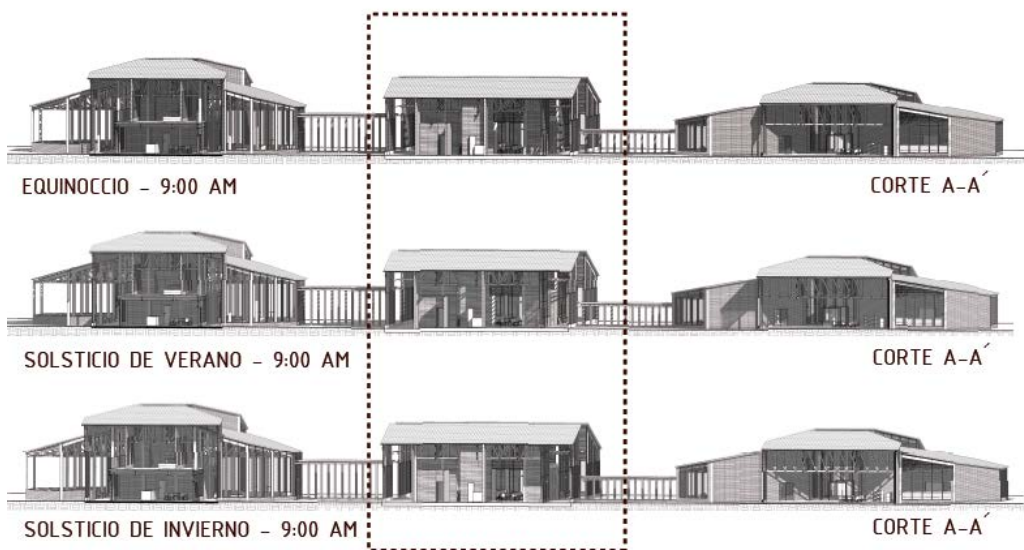 EQUINOCCIO - 9:00 AM
CORTE A-A´
SOLSTICIO DE VERANO - 9:00 AM
CORTE A-A´
SOLSTICIO DE INVIERNO - 9:00 AM
CORTE A-A´